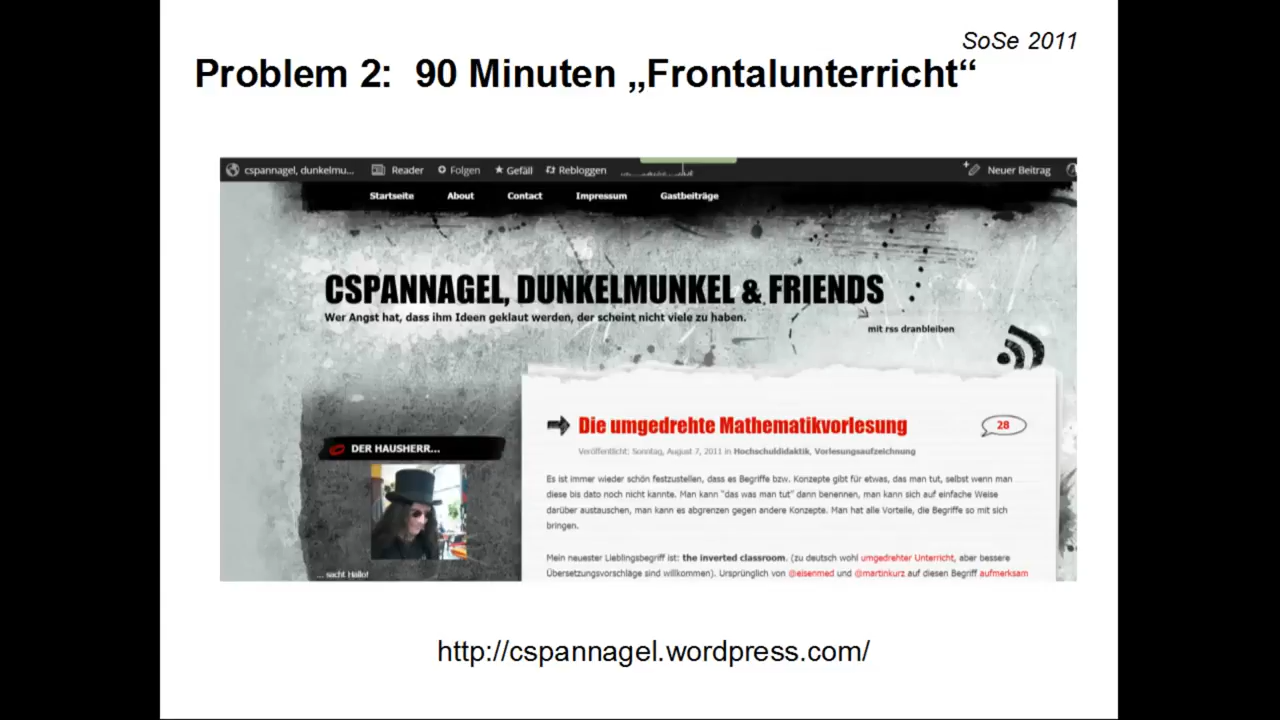 SoSe 2011
Problem 2: 90 Minuten „Frontalunterricht“
cspannagel, dunkelmu... Reader Folgen Gefällt Rebloggen Neuer Beitrag
Startseite About Contact Impressum Gastbeiträge
CSPANNAGEL, DUNKELMUNKEL & FRIENDS
Wer Angst hat, dass ihm Ideen geklaut werden, der scheint nicht viele zu haben.
mit rss dranbleiben
Die umgedrehte Mathematikvorlesung
28
Veröffentlicht: Sonntag, August 7, 2011 in Hochschuldidaktik, Vorlesungsaufzeichnung
DER HAUSHERR...
Es ist immer wieder schön festzustellen, dass es Begriffe bzw. Konzepte gibt für etwas, das man tut, selbst wenn man
diese bis dato noch nicht kannte. Man kann "das was man tut" dann benennen, man kann sich auf einfache Weise
darüber austauschen, man kann es abgrenzen gegen andere Konzepte. Man hat alle Vorteile, die Begriffe so mit sich
bringen.
Mein neuester Lieblingsbegriff ist: the inverted classroom. (zu deutsch wohl umgedrehter Unterricht, aber bessere
Übersetzungsvorschläge sind willkommen). Ursprünglich von @eisenmed und @martinkurz auf diesen Begriff aufmerksam
... sacht Hallo!
http://cspannagel.wordpress.com/